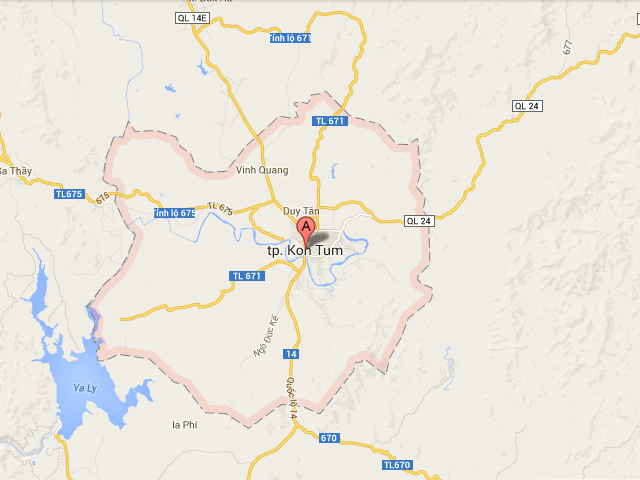 QL 14E
Tỉnh lộ 671
677
QL 24
TL 671
Vinh Quang
Sa Thầy
TL675
675
TL 675
Tỉnh lộ 675
Duy Tân
QL 24
A
tp. Kon Tum
TL 671
Ngô Đức Kế
14
Ya Ly
Quốc lộ 14
Ia Phí
670
TL670